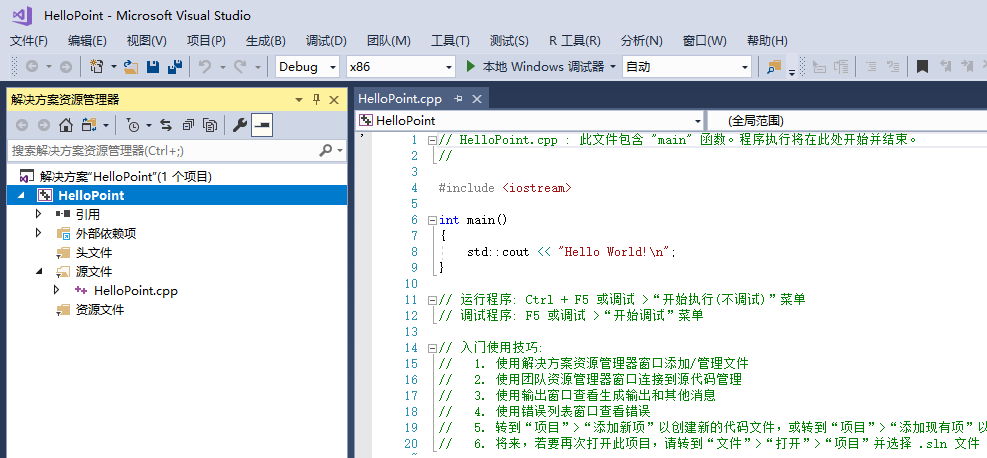 HelloPoint - Microsoft Visual Studio
文件(F) 编辑(E) 视图(V) 项目(P) 生成(B) 调试(D) 团队(M) 工具(T) 测试(S) R 工具(R) 分析(N) 窗口(W) 帮助(H)
Debug x86 本地 Windows 调试器 自动
解决方案资源管理器
搜索解决方案资源管理器(Ctrl+;)
解决方案"HelloPoint"(1 个项目)
HelloPoint
引用
外部依赖项
头文件
源文件
HelloPoint.cpp
资源文件
HelloPoint.cpp
HelloPoint (全局范围)
1 // HelloPoint.cpp : 此文件包含 "main" 函数。程序执行将在此处开始并结束。
2 //
3
4 #include <iostream>
5
6 int main()
7 {
8 std::cout << "Hello World!\n";
9 }
10
11 // 运行程序: Ctrl + F5 或调试 >“开始执行(不调试)”菜单
12 // 调试程序: F5 或调试 >“开始调试”菜单
13
14 // 入门使用技巧:
15 // 1. 使用解决方案资源管理器窗口添加/管理文件
16 // 2. 使用团队资源管理器窗口连接到源代码管理
17 // 3. 使用输出窗口查看生成输出和其他消息
18 // 4. 使用错误列表窗口查看错误
19 // 5. 转到“项目”>“添加新项”以创建新的代码文件，或转到“项目”>“添加现有项”以
20 // 6. 将来，若要再次打开此项目，请转到“文件”>“打开”>“项目”并选择 .sln 文件